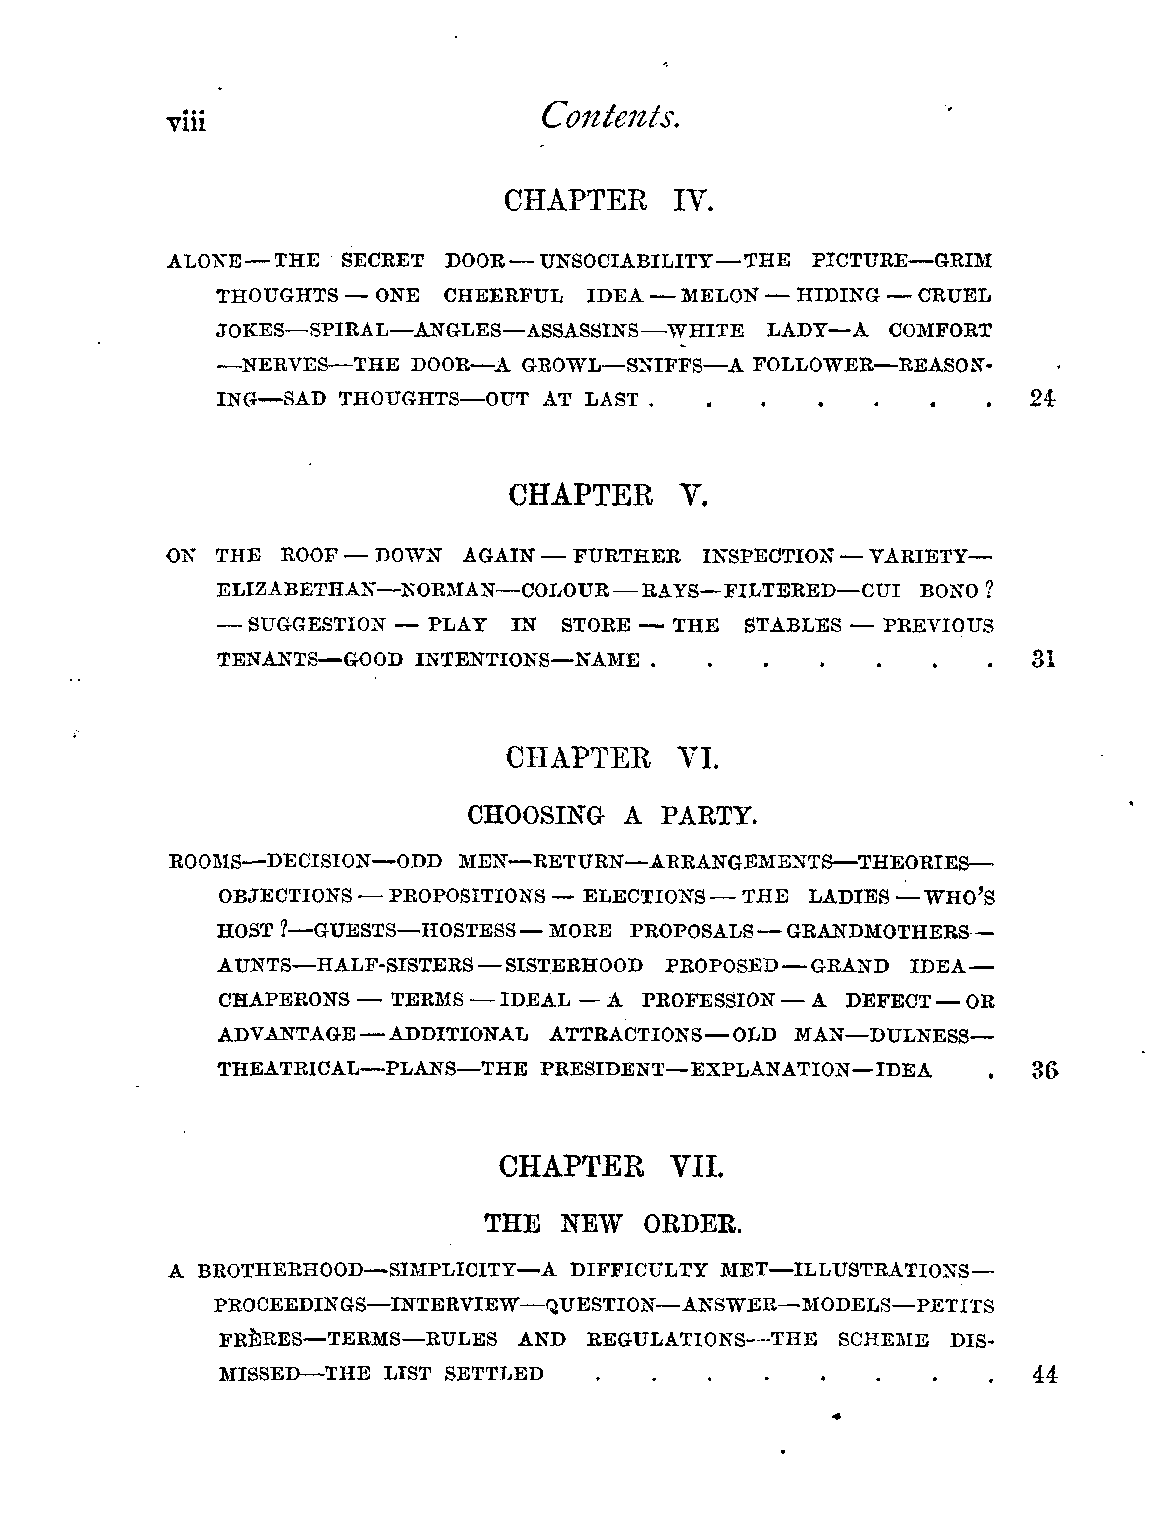 viii Contents.
CHAPTER IV.
ALONE—THE SECRET DOOR—UNSOCIABILITY—THE PICTURE—GRIM
THOUGHTS—ONE CHEERFUL IDEA—MELON—HIDING—CRUEL
JOKES—SPIRAL—ANGLES—ASSASSINS—WHITE LADY—A COMFORT
—NERVES—THE DOOR—A GROWL—SNIFFS—A FOLLOWER—REASON-
ING—SAD THOUGHTS—OUT AT LAST . . . . . . . 24
CHAPTER V.
ON THE ROOF—DOWN AGAIN—FURTHER INSPECTION—VARIETY—
ELIZABETHAN—NORMAN—COLOUR—RAYS—FILTERED—CUI BONO?
—SUGGESTION—PLAY IN STORE—THE STABLES—PREVIOUS
TENANTS—GOOD INTENTIONS—NAME . . . . . . . 31
CHAPTER VI.
CHOOSING A PARTY.
ROOMS—DECISION—ODD MEN—RETURN—ARRANGEMENTS—THEORIES—
OBJECTIONS—PROPOSITIONS—ELECTIONS—THE LADIES—WHO'S
HOST?—GUESTS—HOSTESS—MORE PROPOSALS—GRANDMOTHERS—
AUNTS—HALF-SISTERS—SISTERHOOD PROPOSED—GRAND IDEA—
CHAPERONS—TERMS—IDEAL—A PROFESSION—A DEFECT—OR
ADVANTAGE—ADDITIONAL ATTRACTIONS—OLD MAN—DULNESS—
THEATRICAL—PLANS—THE PRESIDENT—EXPLANATION—IDEA . 36
CHAPTER VII.
THE NEW ORDER.
A BROTHERHOOD—SIMPLICITY—A DIFFICULTY MET—ILLUSTRATIONS—
PROCEEDINGS—INTERVIEW—QUESTION—ANSWER—MODELS—PETITS
FRÈRES—TERMS—RULES AND REGULATIONS—THE SCHEME DIS-
MISSED—THE LIST SETTLED . . . . . . . . 44